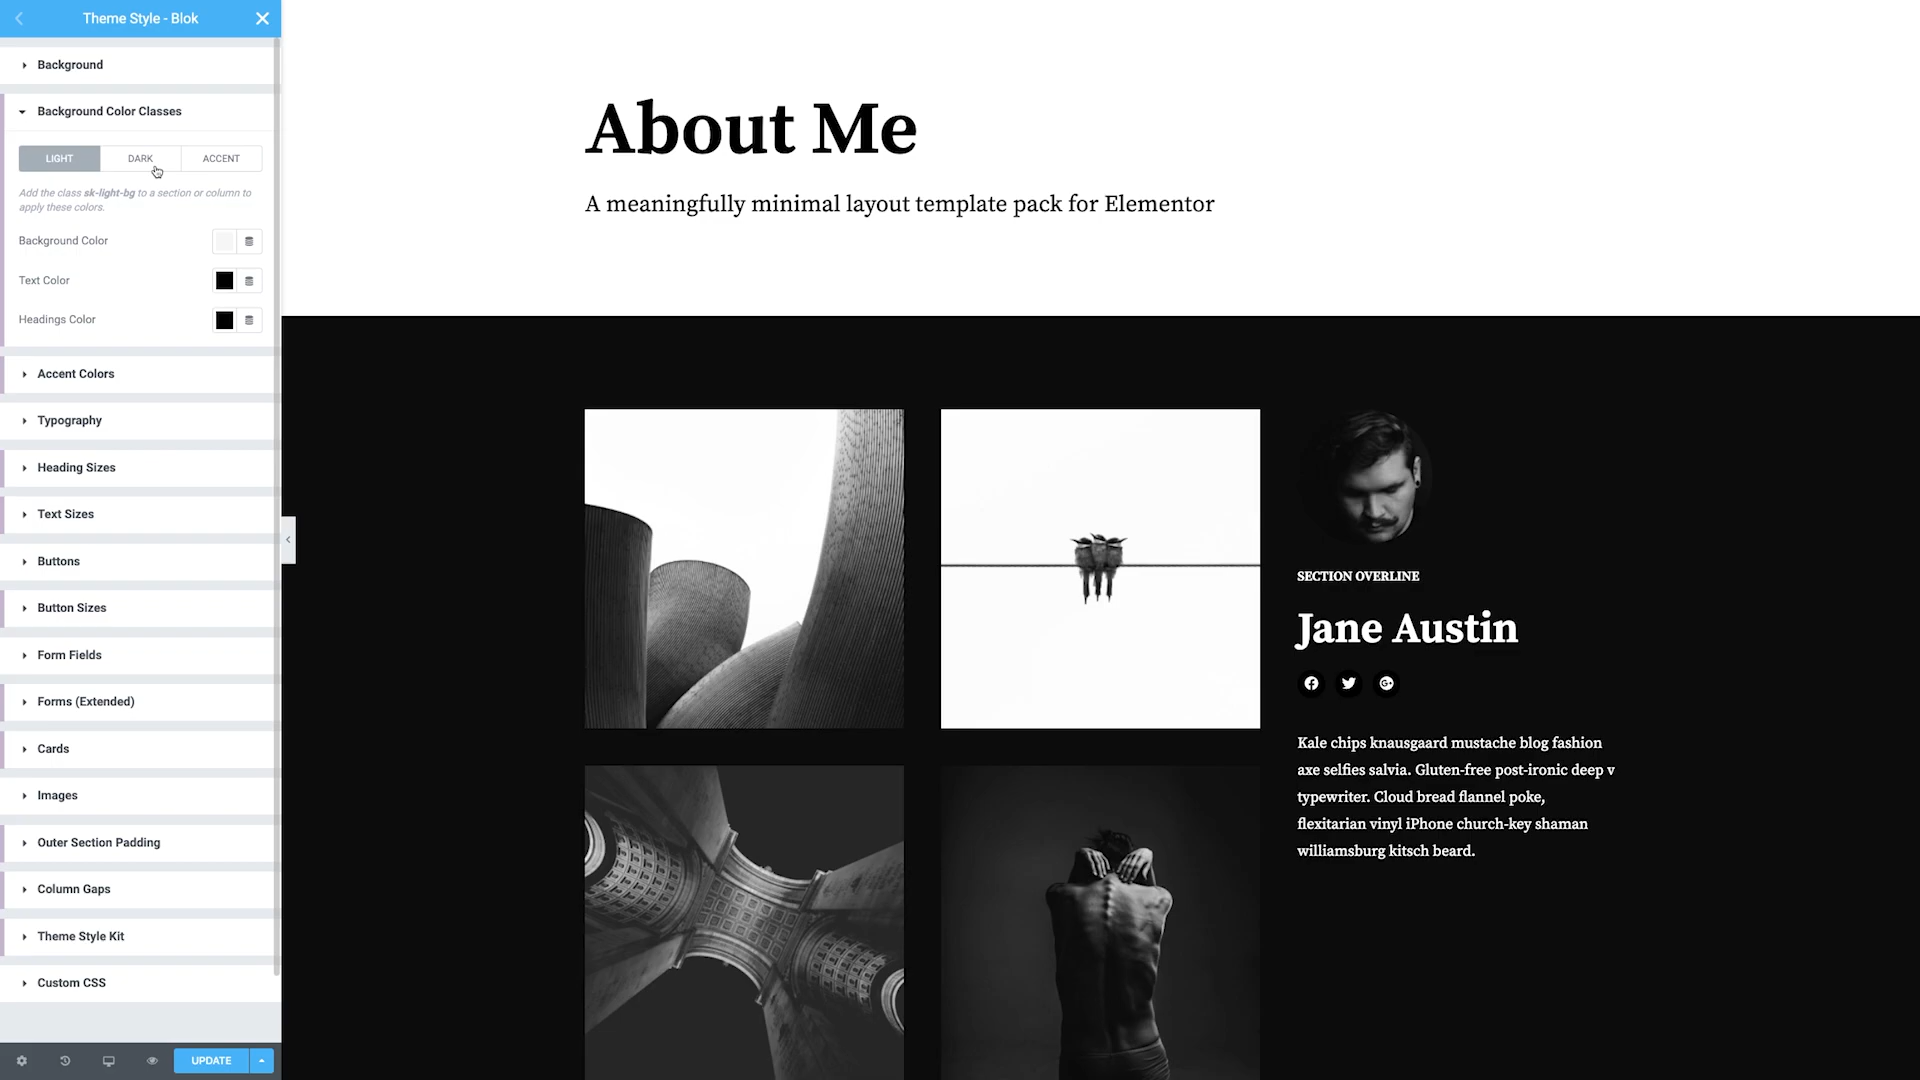 Theme Style - Blok
Background
Background Color Classes
LIGHT
DARK
ACCENT
Add the class sk-light-bg to a section or column to
apply these colors.
Background Color
Text Color
Headings Color
Accent Colors
Typography
Heading Sizes
Text Sizes
Buttons
Button Sizes
Form Fields
Forms (Extended)
Cards
Images
Outer Section Padding
Column Gaps
Theme Style Kit
Custom CSS
UPDATE
About Me
A meaningfully minimal layout template pack for Elementor
SECTION OVERLINE
Jane Austin
Kale chips knausgaard mustache blog fashion
axe selfies salvia. Gluten-free post-ironic deep v
typewriter. Cloud bread flannel poke,
flexitarian vinyl iPhone church-key shaman
williamsburg kitsch beard.